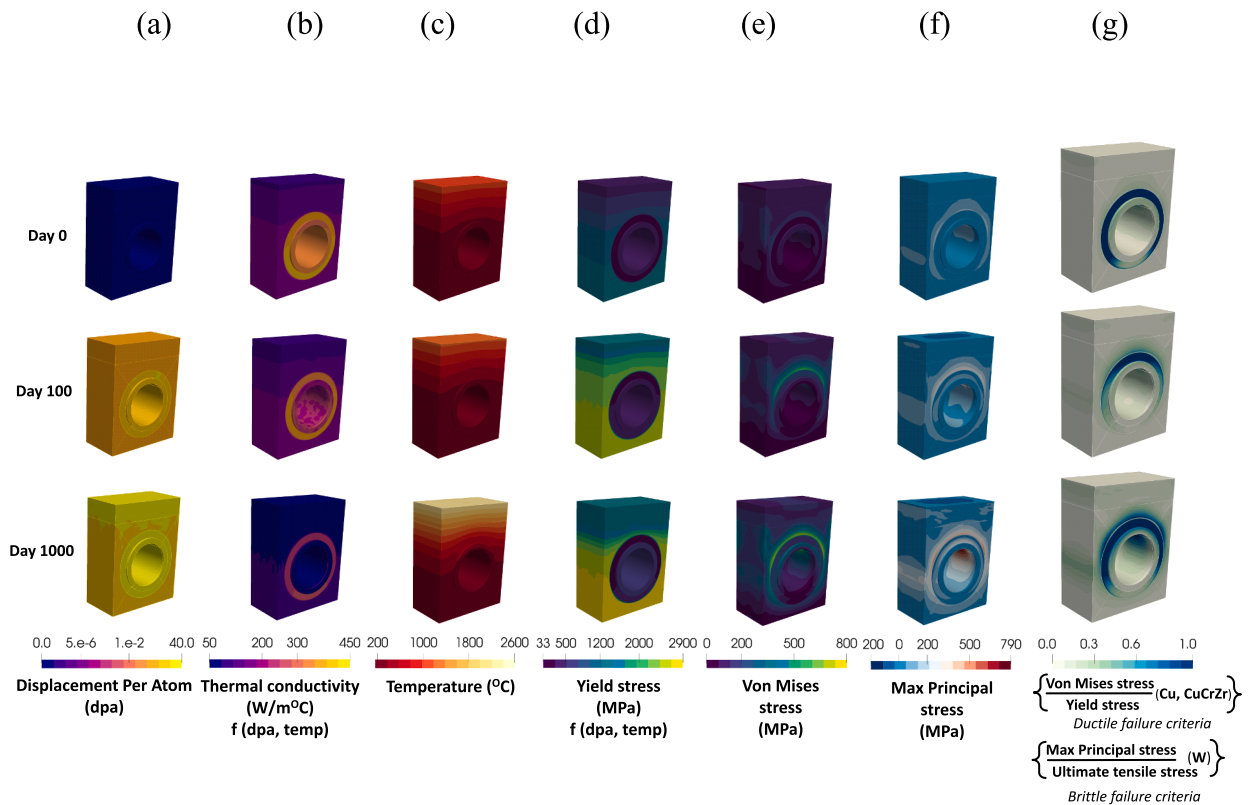 (a) (b) (c) (d) (e) (f) (g)
Day 0
Day 100
Day 1000
0.0 5.e-6 1.e-2 40.0
Displacement Per Atom
(dpa)
50 200 300 450
Thermal conductivity
(W/m⁰C)
f (dpa, temp)
200 1000 1800 2600
Temperature (⁰C)
33 500 1200 2200 2900
Yield stress
(MPa)
f (dpa, temp)
0 200 500 800
Von Mises
stress
(MPa)
200 0 200 500 790
Max Principal
stress
(MPa)
0.0 0.3 0.6 1.0
{Von Mises stress
Yield stress (Cu, CuCrZr)}
Ductile failure criteria
{Max Principal stress
Ultimate tensile stress (W)}
Brittle failure criteria